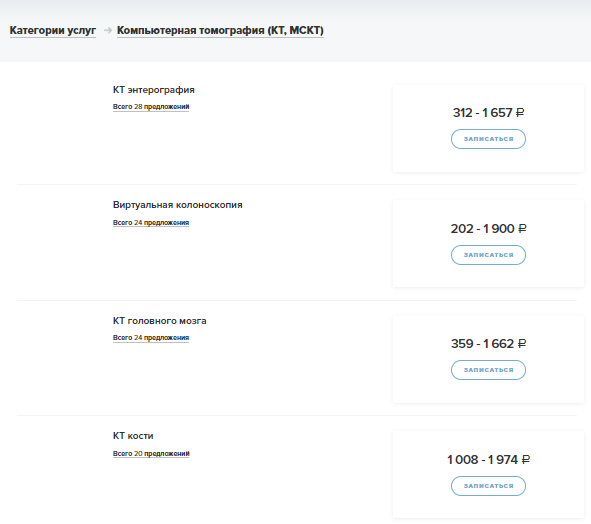 Категории услуг → Компьютерная томография (КТ, МСКТ)
КТ энтерография
Всего 28 предложений
312 - 1 657 ₽
ЗАПИСАТЬСЯ
Виртуальная колоноскопия
Всего 24 предложения
202 - 1 900 ₽
ЗАПИСАТЬСЯ
КТ головного мозга
Всего 24 предложения
359 - 1 662 ₽
ЗАПИСАТЬСЯ
КТ кости
Всего 20 предложений
1 008 - 1 974 ₽
ЗАПИСАТЬСЯ